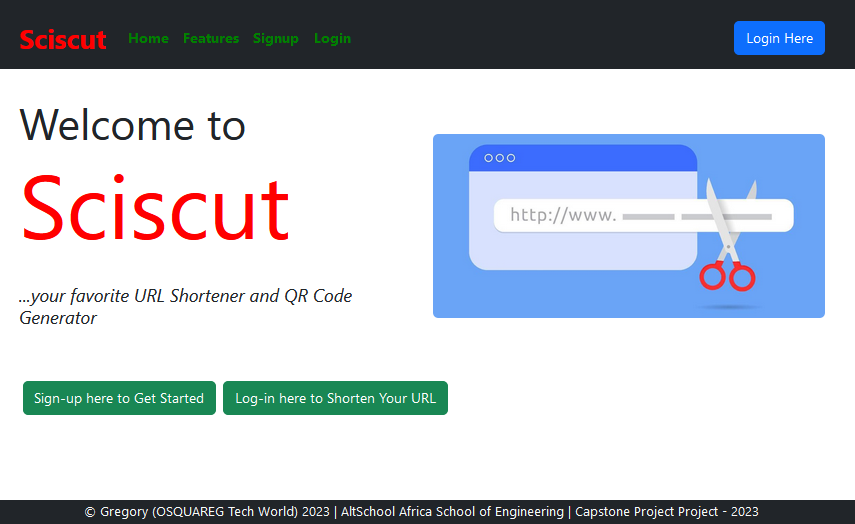 Sciscut Home Features Signup Login Login Here
Welcome to
Sciscut
...your favorite URL Shortener and QR Code
Generator
http://www.
Sign-up here to Get Started Log-in here to Shorten Your URL
© Gregory (OSQUAREG Tech World) 2023 | AltSchool Africa School of Engineering | Capstone Project Project - 2023